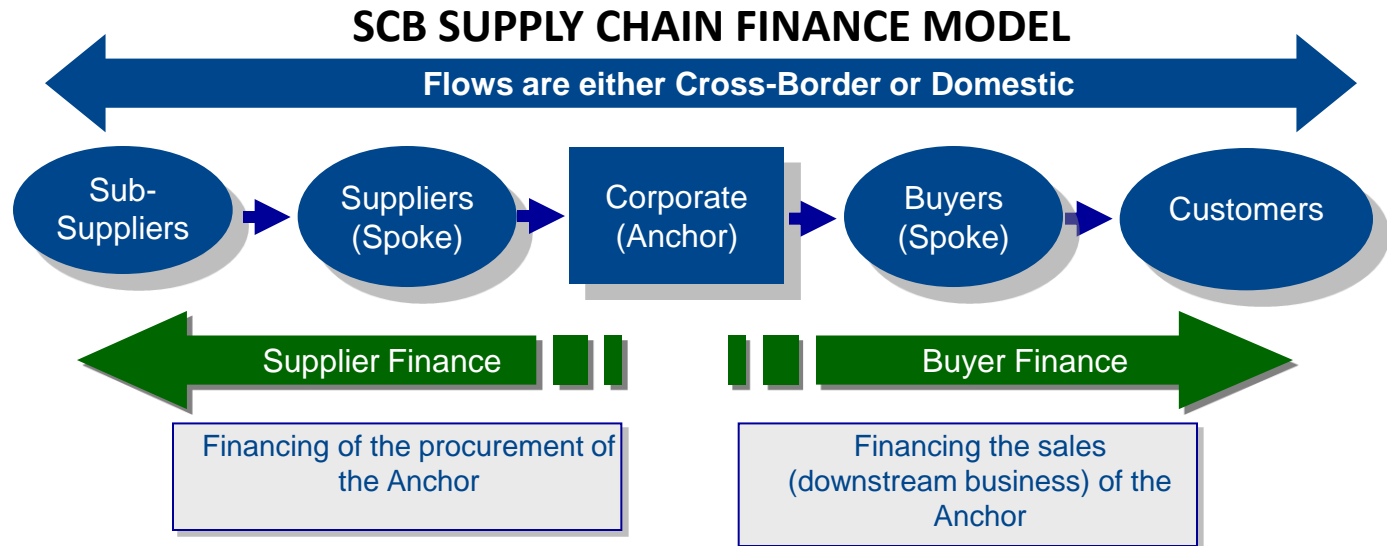 SCB SUPPLY CHAIN FINANCE MODEL
Flows are either Cross-Border or Domestic
Sub-
Suppliers
Suppliers
(Spoke)
Corporate
(Anchor)
Buyers
(Spoke)
Customers
Supplier Finance
Buyer Finance
Financing of the procurement of
the Anchor
Financing the sales
(downstream business) of the
Anchor